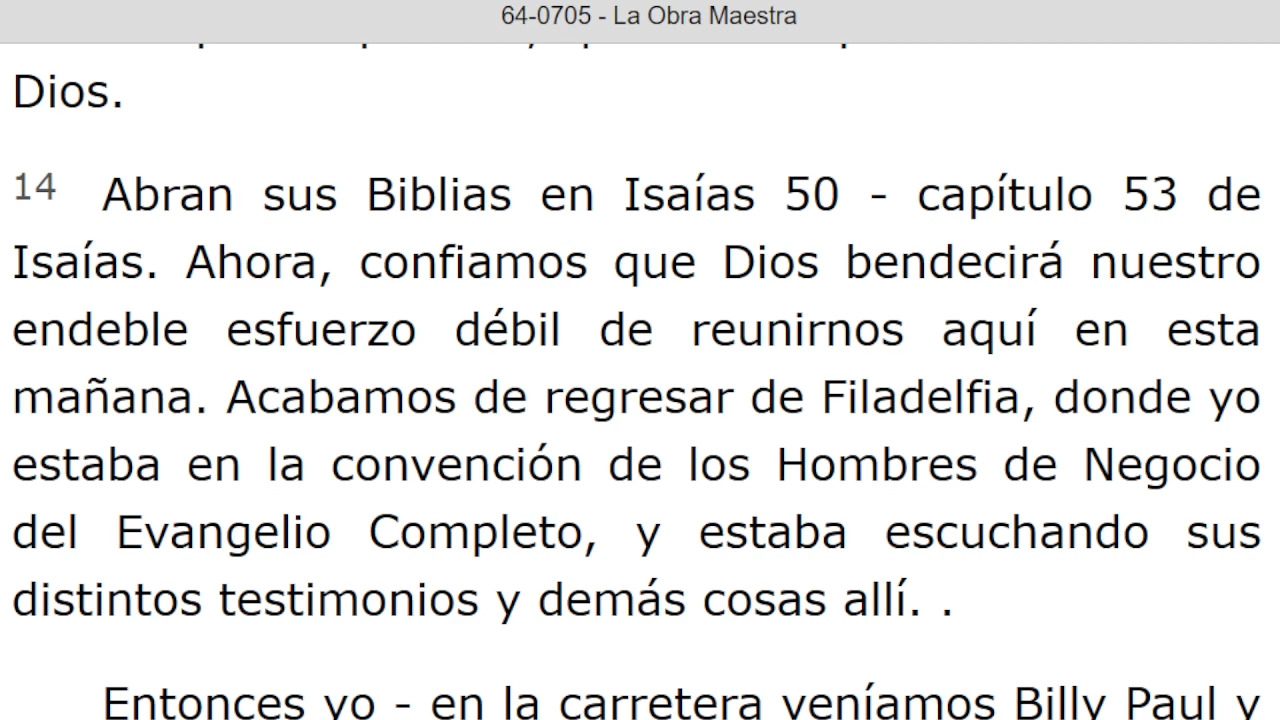 64-0705 - La Obra Maestra
Dios.
14 Abran sus Biblias en Isaías 50 - capítulo 53 de
Isaías. Ahora, confiamos que Dios bendecirá nuestro
endeble esfuerzo débil de reunirnos aquí en esta
mañana. Acabamos de regresar de Filadelfia, donde yo
estaba en la convención de los Hombres de Negocio
del Evangelio Completo, y estaba escuchando sus
distintos testimonios y demás cosas allí. .
Entonces yo - en la carretera veníamos Billy Paul y